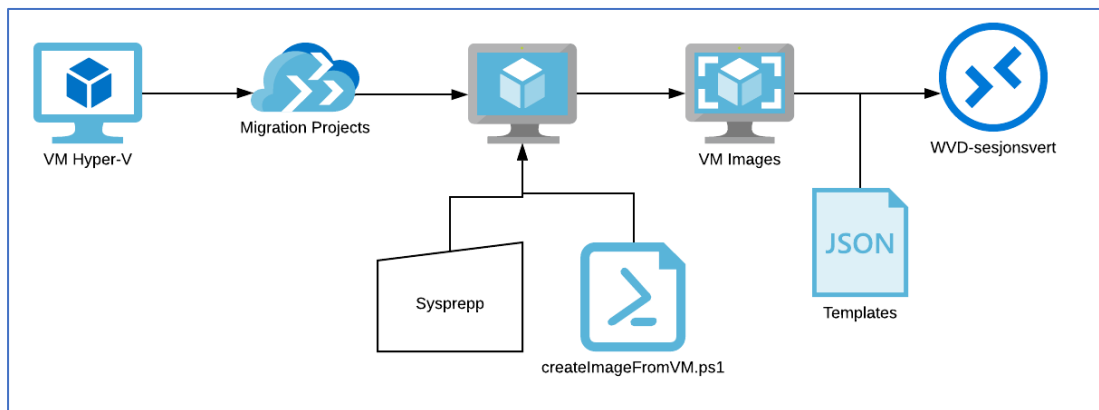 VM Hyper-V
Migration Projects
VM Images
WVD-sesjonsvert
Sysprepp
createImageFromVM.ps1
JSON
Templates